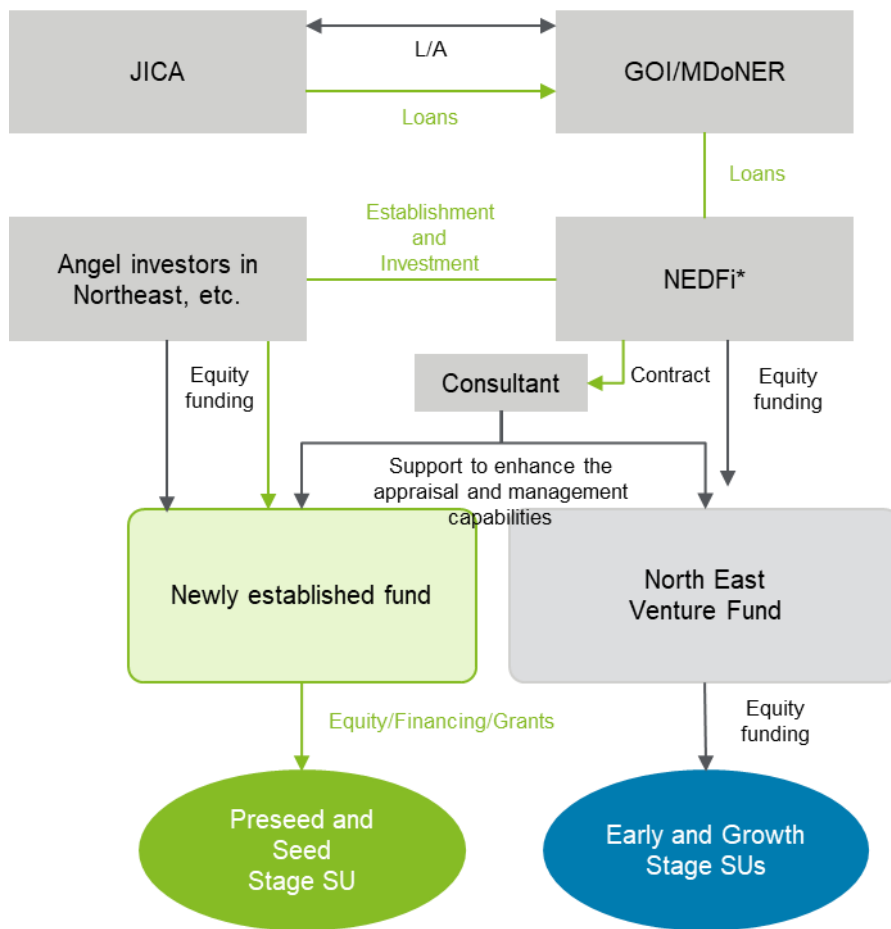 JICA
L/A
GOI/MDoNER
Loans
Loans
Establishment
and
Investment
Angel investors in
Northeast, etc.
NEDFi*
Equity
funding
Consultant
Contract
Equity
funding
Support to enhance the
appraisal and management
capabilities
Newly established fund
North East
Venture Fund
Equity/Financing/Grants
Equity
funding
Preseed and
Seed
Stage SU
Early and Growth
Stage SUs